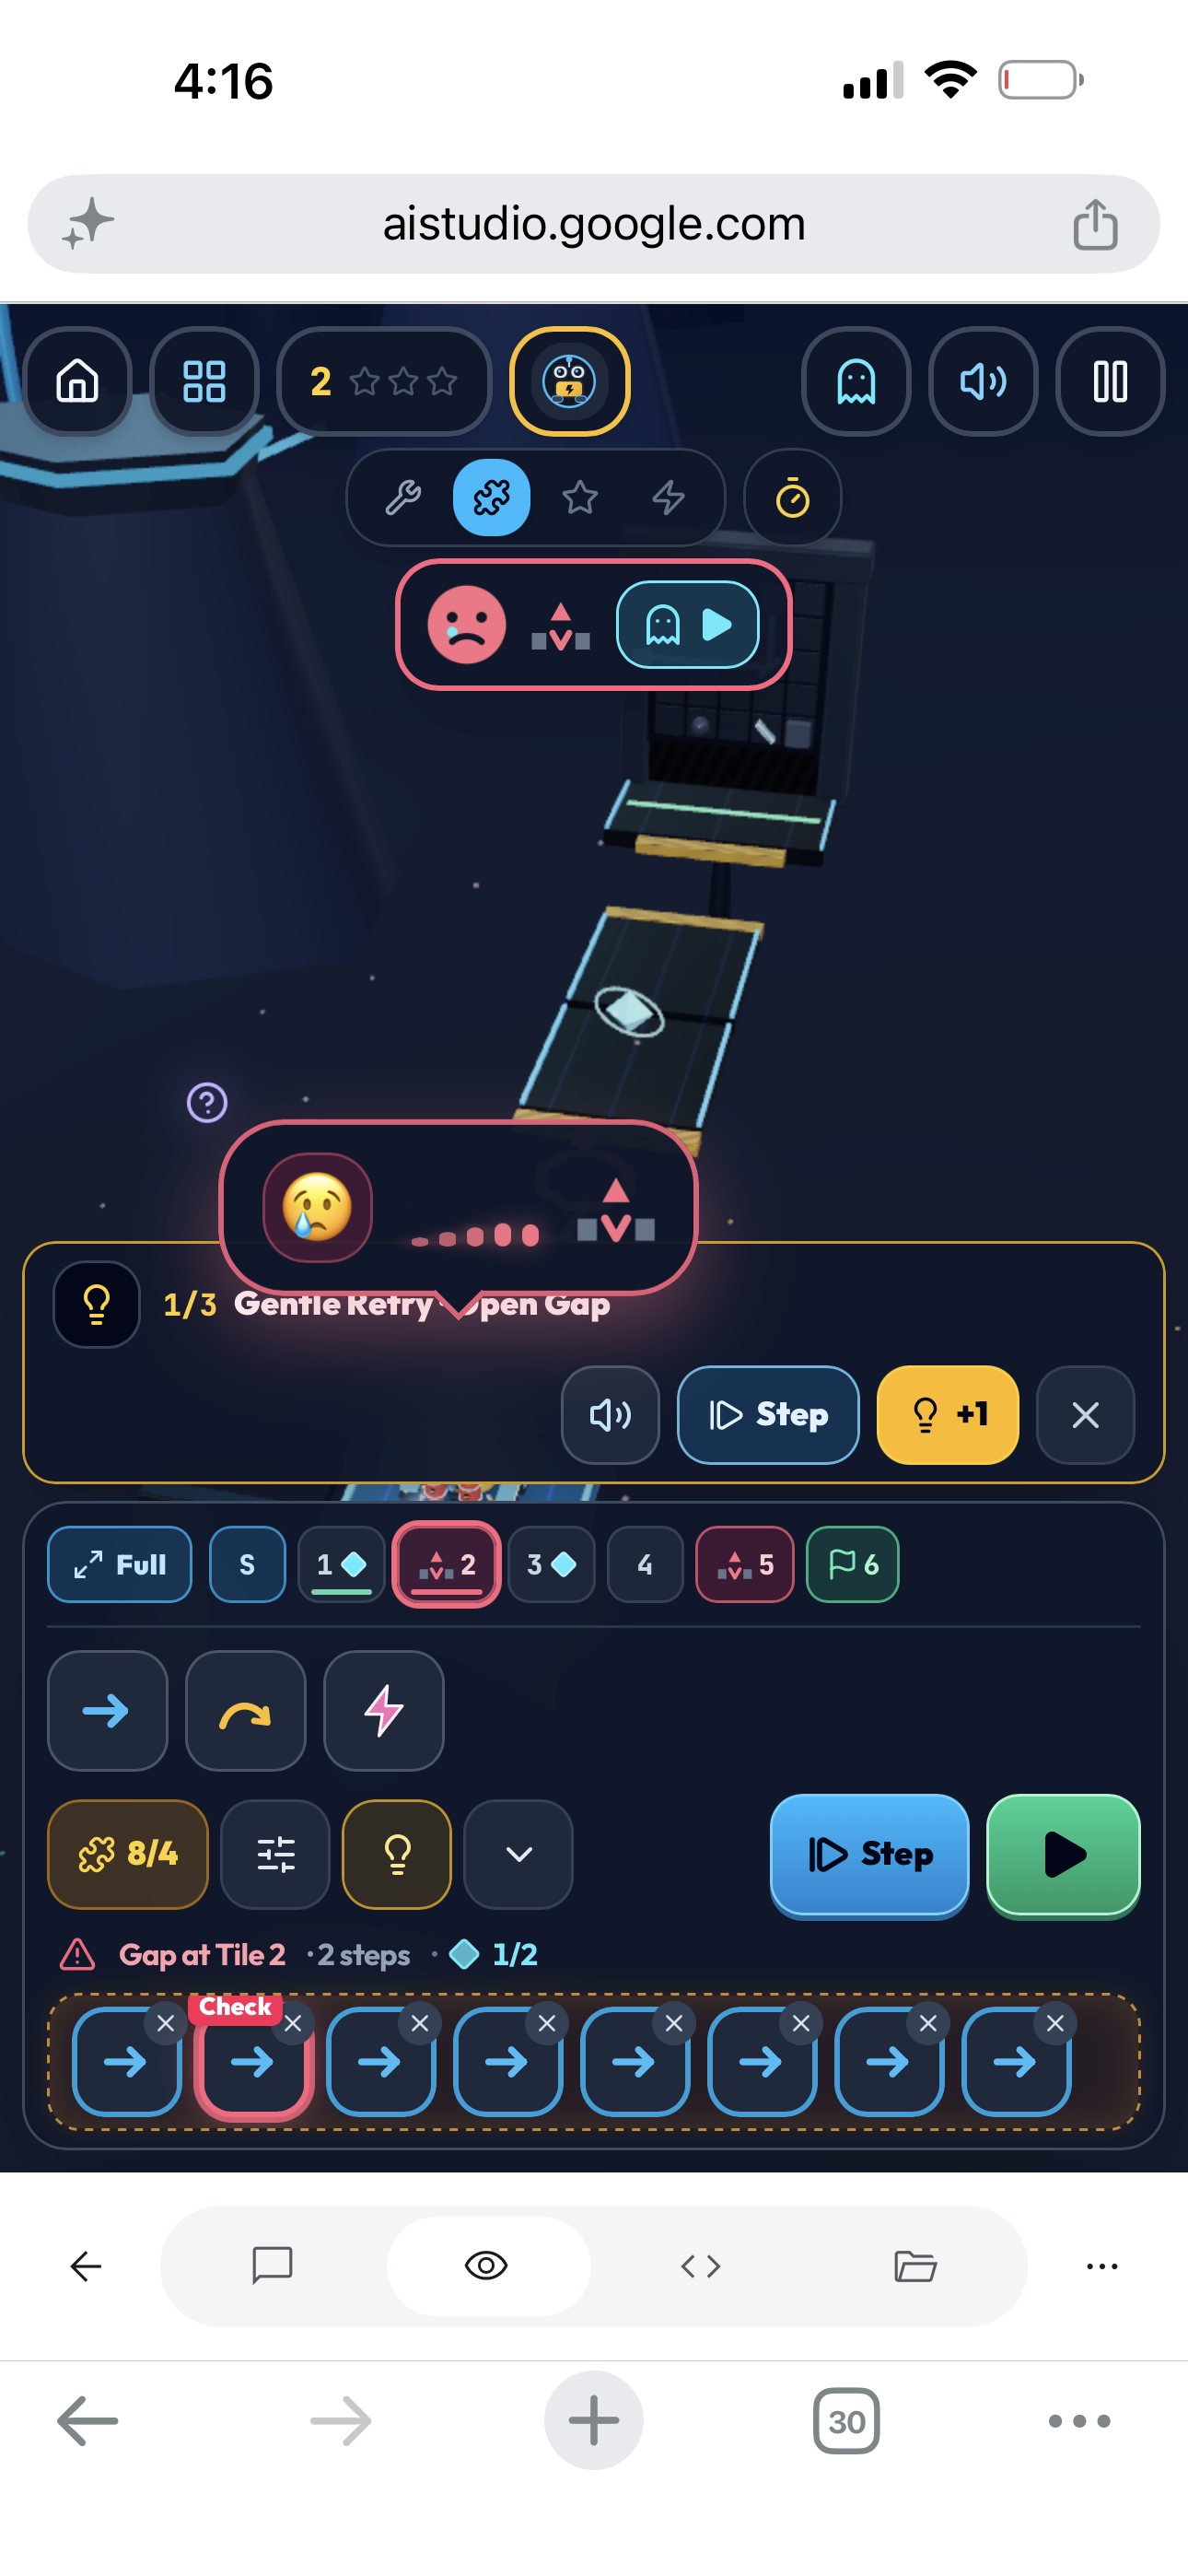 4:16
aistudio.google.com
2
1/3 Gentle Retry · Open Gap
Step
+1
Full S 1 2 3 4 5 6
8/4
Step
Gap at Tile 2 · 2 steps · 1/2
Check
30